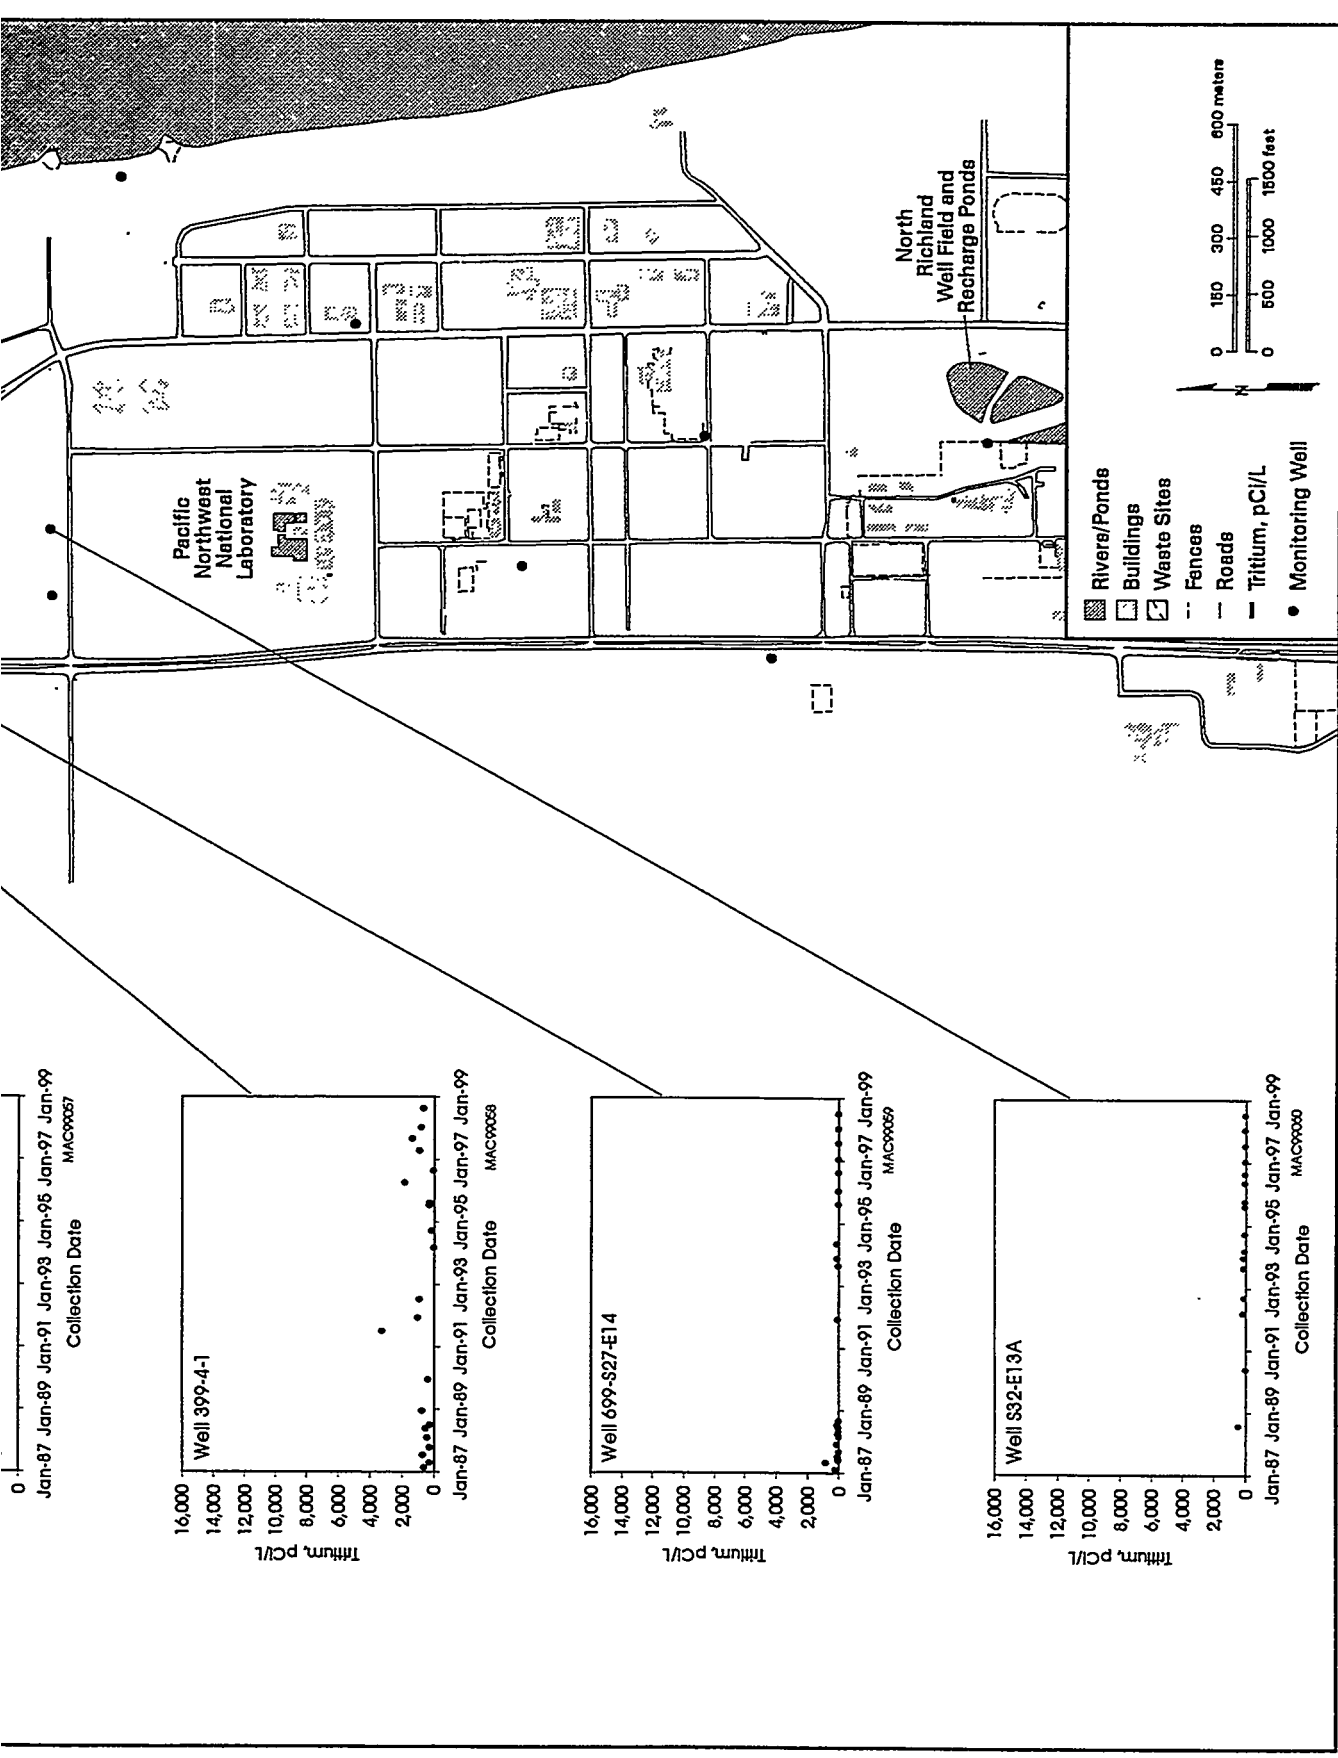 Pacific
Northwest
National
Laboratory
North
Richland
Well Field and
Recharge Ponds
Rivers/Ponds
Buildings
Waste Sites
Fences
Roads
Tritium, pCi/L
Monitoring Well
N
0 150 300 450 600 meters
0 500 1000 1500 feet
0
Jan-87 Jan-89 Jan-91 Jan-93 Jan-95 Jan-97 Jan-99
Collection Date
MAC99057
Well 399-4-1
Tritium, pCi/L
16,000
14,000
12,000
10,000
8,000
6,000
4,000
2,000
0
Jan-87 Jan-89 Jan-91 Jan-93 Jan-95 Jan-97 Jan-99
Collection Date
MAC99058
Well 699-S27-E14
Tritium, pCi/L
16,000
14,000
12,000
10,000
8,000
6,000
4,000
2,000
0
Jan-87 Jan-89 Jan-91 Jan-93 Jan-95 Jan-97 Jan-99
Collection Date
MAC99059
Well S32-E13A
Tritium, pCi/L
16,000
14,000
12,000
10,000
8,000
6,000
4,000
2,000
0
Jan-87 Jan-89 Jan-91 Jan-93 Jan-95 Jan-97 Jan-99
Collection Date
MAC99060